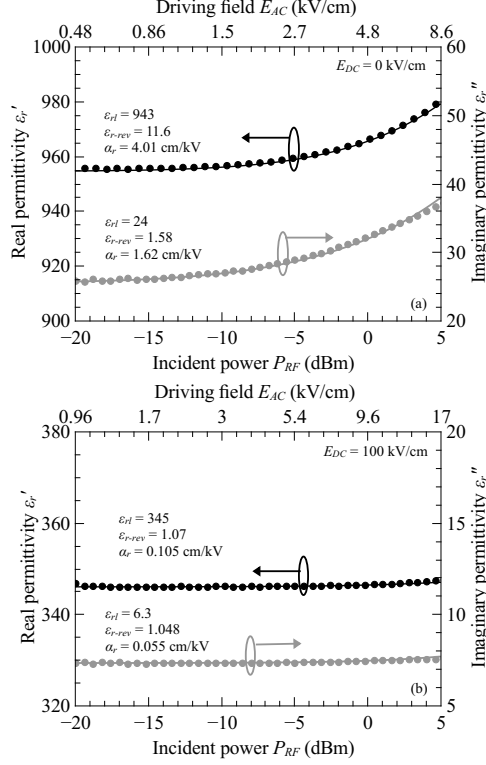 Driving field E_AC (kV/cm)
0.48 0.86 1.5 2.7 4.8 8.6
1000 60
E_DC = 0 kV/cm
980
ε_rl = 943
ε_r-rev = 11.6
α_r = 4.01 cm/kV
50
960
Real permittivity ε_r′
Imaginary permittivity ε_r″
40
940
ε_rl = 24
ε_r-rev = 1.58
α_r = 1.62 cm/kV
30
920
(a)
900 20
−20 −15 −10 −5 0 5
Incident power P_RF (dBm)
Driving field E_AC (kV/cm)
0.96 1.7 3 5.4 9.6 17
380 20
E_DC = 100 kV/cm
ε_rl = 345
ε_r-rev = 1.07
α_r = 0.105 cm/kV
360 15
Real permittivity ε_r′
Imaginary permittivity ε_r″
340 10
ε_rl = 6.3
ε_r-rev = 1.048
α_r = 0.055 cm/kV
(b)
320 5
−20 −15 −10 −5 0 5
Incident power P_RF (dBm)